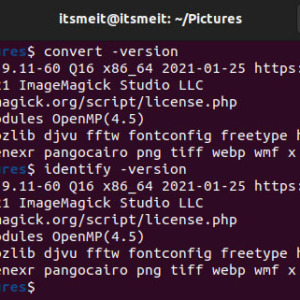 itsmeit@itsmeit: ~/Pictures
res$ convert -version
9.11-60 Q16 x86_64 2021-01-25 https:
21 ImageMagick Studio LLC
magick.org/script/license.php
odules OpenMP(4.5)
zlib djvu fftw fontconfig freetype
enexr pangocairo png tiff webp wmf x
res$ identify -version
9.11-60 Q16 x86_64 2021-01-25 https:
21 ImageMagick Studio LLC
magick.org/script/license.php
odules OpenMP(4.5)
zlib djvu fftw fontconfig freetype
enexr pangocairo png tiff webp wmf x
res$